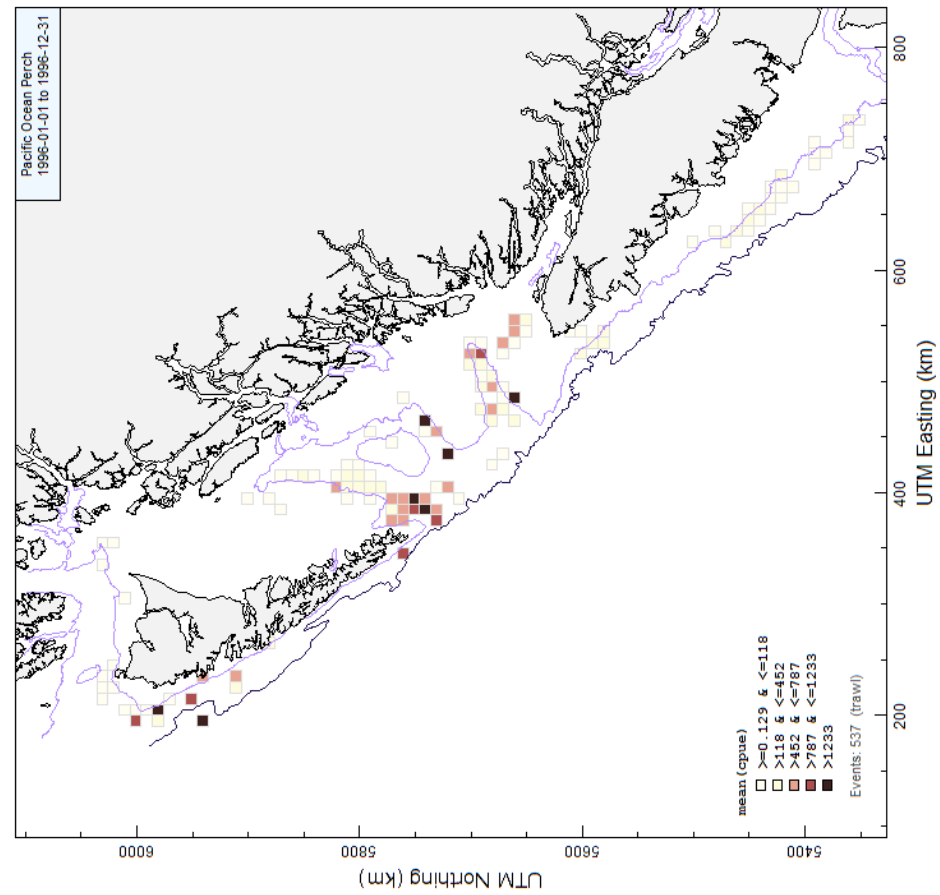 Pacific Ocean Perch
1996-01-01 to 1996-12-31
800
600
400
200
UTM Easting (km)
6000
5800
5600
5400
UTM Northing (km)
mean(cpue)
>=0.129 & <=118
>118 & <=452
>452 & <=787
>787 & <=1233
>1233
Events: 537 (trawl)